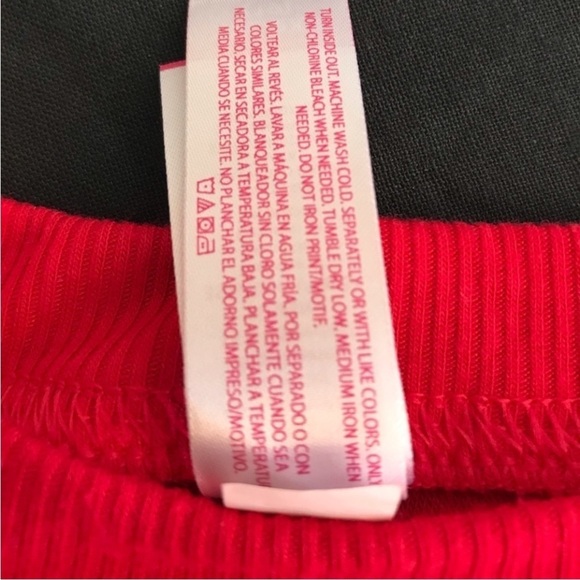 TURN INSIDE OUT. MACHINE WASH COLD, SEPARATELY OR WITH LIKE COLORS, ONLY
NON-CHLORINE BLEACH WHEN NEEDED. TUMBLE DRY LOW, MEDIUM IRON WHEN
NEEDED. DO NOT IRON PRINT/MOTIF.
VOLTEAR AL REVÉS. LAVAR A MÁQUINA EN AGUA FRÍA, POR SEPARADO O CON
COLORES SIMILARES. BLANQUEADOR SIN CLORO SOLAMENTE CUANDO SEA
NECESARIO, SECAR EN SECADORA A TEMPERATURA BAJA. PLANCHAR A TEMPERATU
MEDIA CUANDO SE NECESITE. NO PLANCHAR EL ADORNO IMPRESO/MOTIVO.